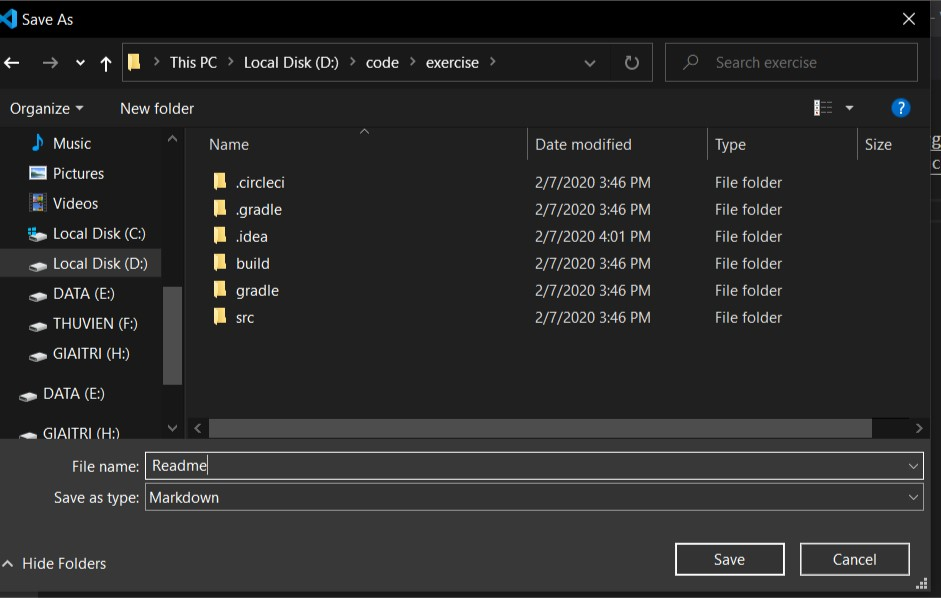 Save As
This PC > Local Disk (D:) > code > exercise >
Search exercise
Organize
New folder
?
Music
Pictures
Videos
Local Disk (C:)
Local Disk (D:)
DATA (E:)
THUVIEN (F:)
GIAITRI (H:)
DATA (E:)
GIAITRI (H:)
Name Date modified Type Size
.circleci 2/7/2020 3:46 PM File folder
.gradle 2/7/2020 3:46 PM File folder
.idea 2/7/2020 4:01 PM File folder
build 2/7/2020 3:46 PM File folder
gradle 2/7/2020 3:46 PM File folder
src 2/7/2020 3:46 PM File folder
File name: Readme
Save as type: Markdown
Hide Folders
Save
Cancel
g
c